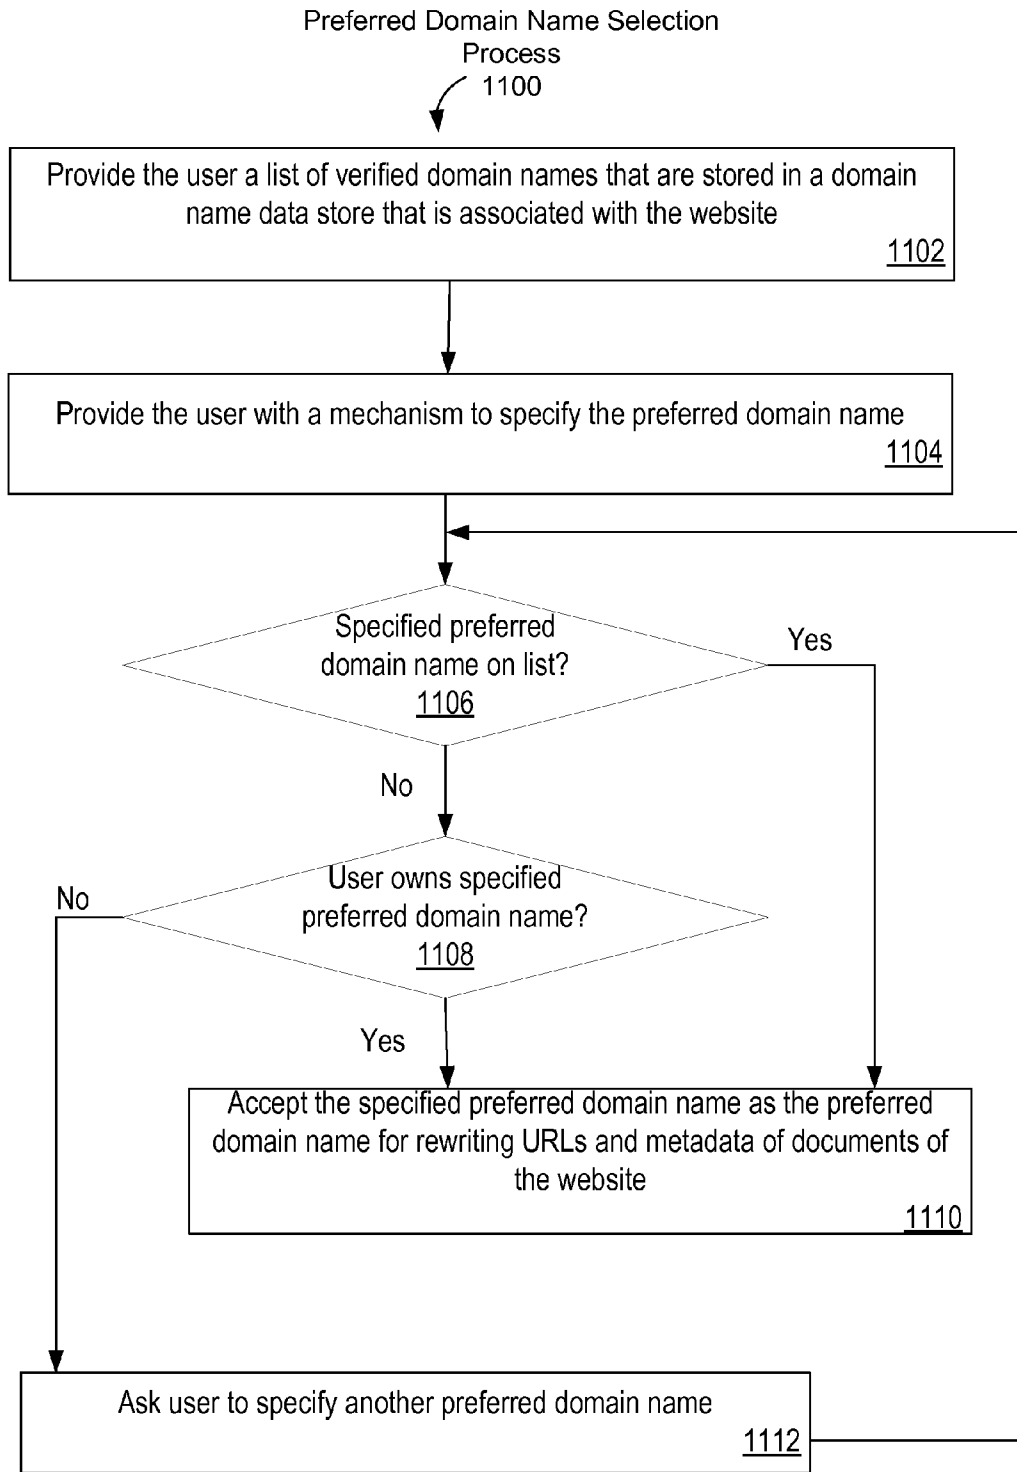 Preferred Domain Name Selection
Process
1100
Provide the user a list of verified domain names that are stored in a domain
name data store that is associated with the website
1102
Provide the user with a mechanism to specify the preferred domain name
1104
Specified preferred
domain name on list?
1106
Yes
No
User owns specified
preferred domain name?
1108
No
Yes
Accept the specified preferred domain name as the preferred
domain name for rewriting URLs and metadata of documents of
the website
1110
Ask user to specify another preferred domain name
1112